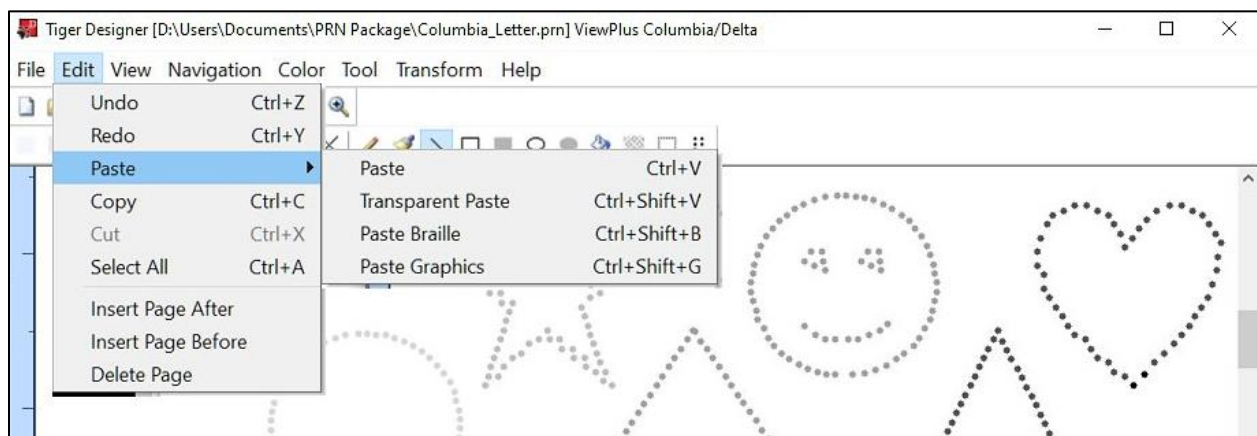 Tiger Designer [D:\Users\Documents\PRN Package\Columbia_Letter.prn] ViewPlus Columbia/Delta
File Edit View Navigation Color Tool Transform Help
Undo Ctrl+Z
Redo Ctrl+Y
Paste
Copy Ctrl+C
Cut Ctrl+X
Select All Ctrl+A
Insert Page After
Insert Page Before
Delete Page
Paste Ctrl+V
Transparent Paste Ctrl+Shift+V
Paste Braille Ctrl+Shift+B
Paste Graphics Ctrl+Shift+G